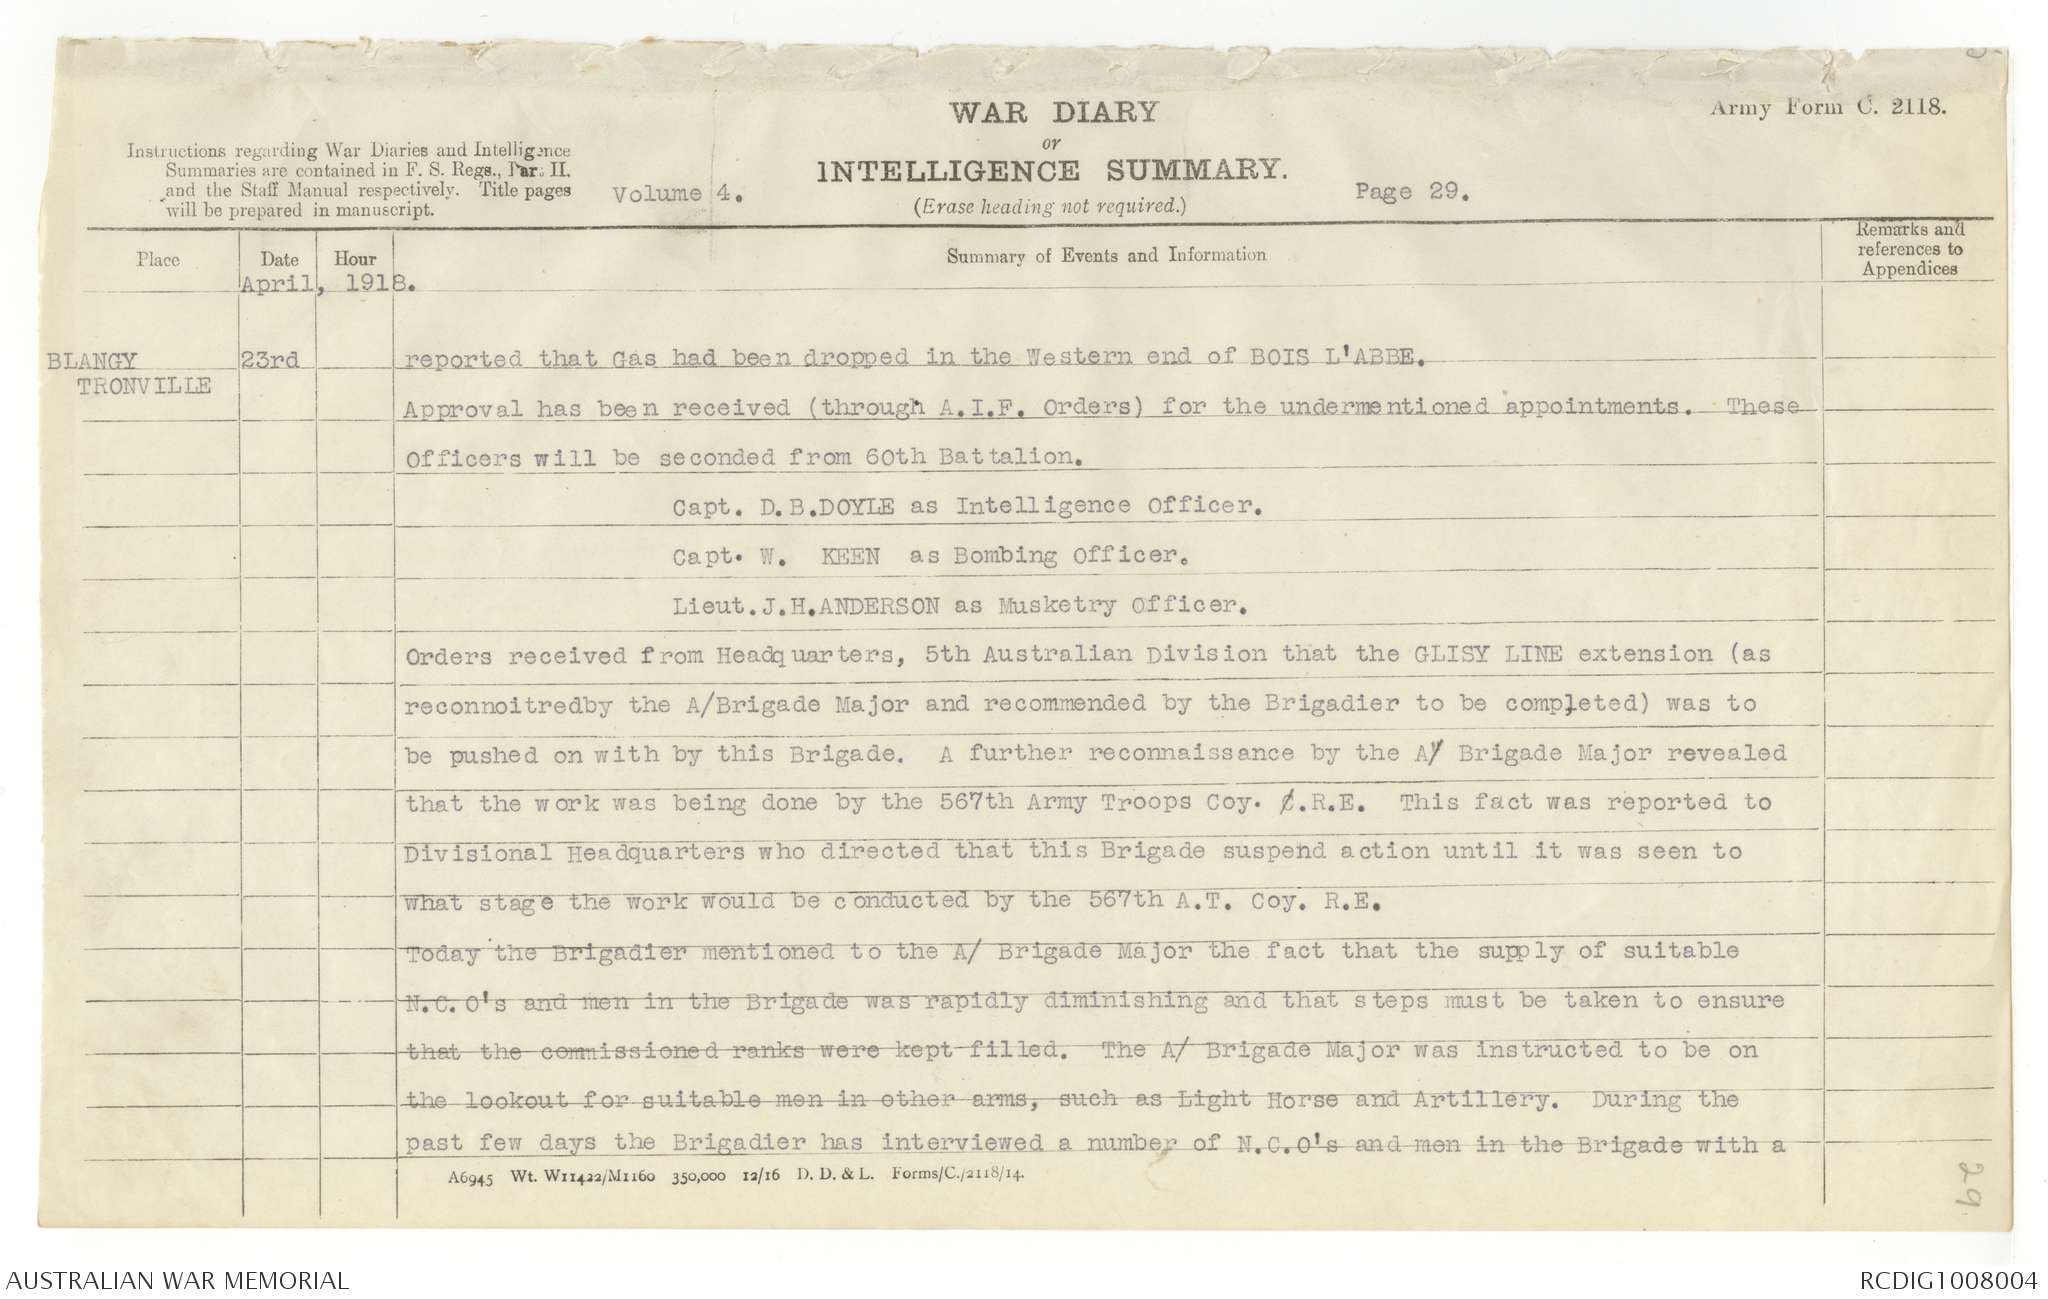 WAR DIARY
or
INTELLIGENCE SUMMARY.
(Erase heading not required.)
Army Form C. 2118.
Instructions regarding War Diaries and Intelligence
Summaries are contained in F. S. Regs., Part II.
and the Staff Manual respectively. Title pages
will be prepared in manuscript.
Volume 4.
Page 29.
Place
Date
Hour
Summary of Events and Information
Remarks and
references to
Appendices
April, 1918.
BLANGY
TRONVILLE
23rd
reported that Gas had been dropped in the Western end of BOIS L'ABBE.
Approval has been received (through A.I.F. Orders) for the undermentioned appointments. These
Officers will be seconded from 60th Battalion.
Capt. D.B.DOYLE as Intelligence Officer.
Capt. W. KEEN as Bombing Officer.
Lieut.J.H.ANDERSON as Musketry Officer.
Orders received from Headquarters, 5th Australian Division that the GLISY LINE extension (as
reconnoitredby the A/Brigade Major and recommended by the Brigadier to be completed) was to
be pushed on with by this Brigade. A further reconnaissance by the A/ Brigade Major revealed
that the work was being done by the 567th Army Troops Coy. .R.E. This fact was reported to
Divisional Headquarters who directed that this Brigade suspend action until it was seen to
what stage the work would be conducted by the 567th A.T. Coy. R.E.
Today the Brigadier mentioned to the A/ Brigade Major the fact that the supply of suitable
N.C.O's and men in the Brigade was rapidly diminishing and that steps must be taken to ensure
that the commissioned ranks were kept filled. The A/ Brigade Major was instructed to be on
the lookout for suitable men in other arms, such as Light Horse and Artillery. During the
past few days the Brigadier has interviewed a number of N.C.O's and men in the Brigade with a
A6945 Wt. W11422/M1160 350,000 12/16 D. D. & L. Forms/C./2118/14.
29
AUSTRALIAN WAR MEMORIAL
RCDIG1008004